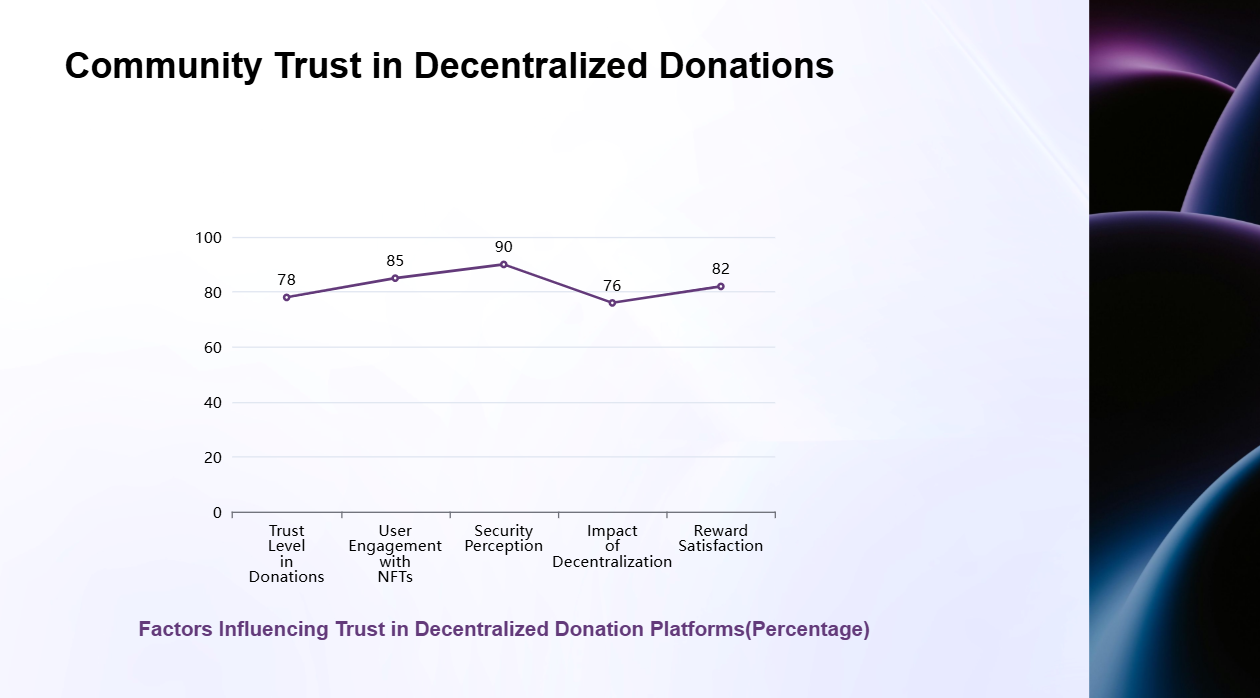 Community Trust in Decentralized Donations
100
80
60
40
20
0
78
85
90
76
82
Trust
Level
in
Donations
User
Engagement
with
NFTs
Security
Perception
Impact
of
Decentralization
Reward
Satisfaction
Factors Influencing Trust in Decentralized Donation Platforms(Percentage)